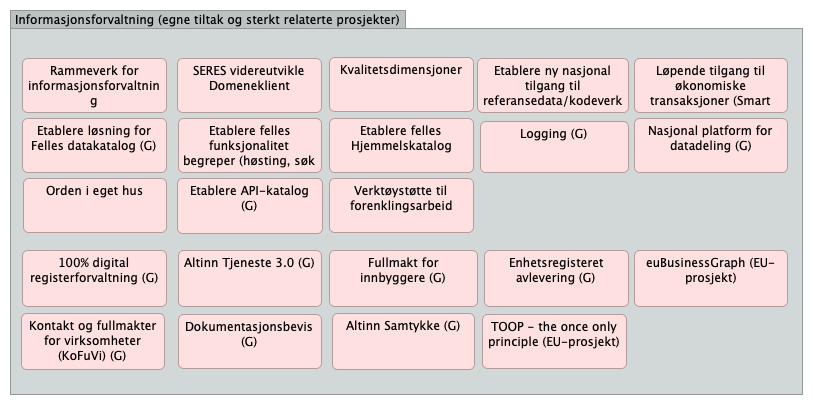 Informasjonsforvaltning (egne tiltak og sterkt relaterte prosjekter)
Rammeverk for
informasjonsforvaltnin
g
SERES videreutvikle
Domeneklient
Kvalitetsdimensjoner
Etablere ny nasjonal
tilgang til
referansedata/kodeverk
Løpende tilgang til
økonomiske
transaksjoner (Smart
Etablere løsning for
Felles datakatalog (G)
Etablere felles
funksjonalitet
begreper (høsting, søk
Etablere felles
Hjemmelskatalog
Logging (G)
Nasjonal platform for
datadeling (G)
Orden i eget hus
Etablere API-katalog
(G)
Verktøystøtte til
forenklingsarbeid
100% digital
registerforvaltning (G)
Altinn Tjeneste 3.0 (G)
Fullmakt for
innbyggere (G)
Enhetsregisteret
avlevering (G)
euBusinessGraph (EU-
prosjekt)
Kontakt og fullmakter
for virksomheter
(KoFuVi) (G)
Dokumentasjonsbevis
(G)
Altinn Samtykke (G)
TOOP - the once only
principle (EU-prosjekt)